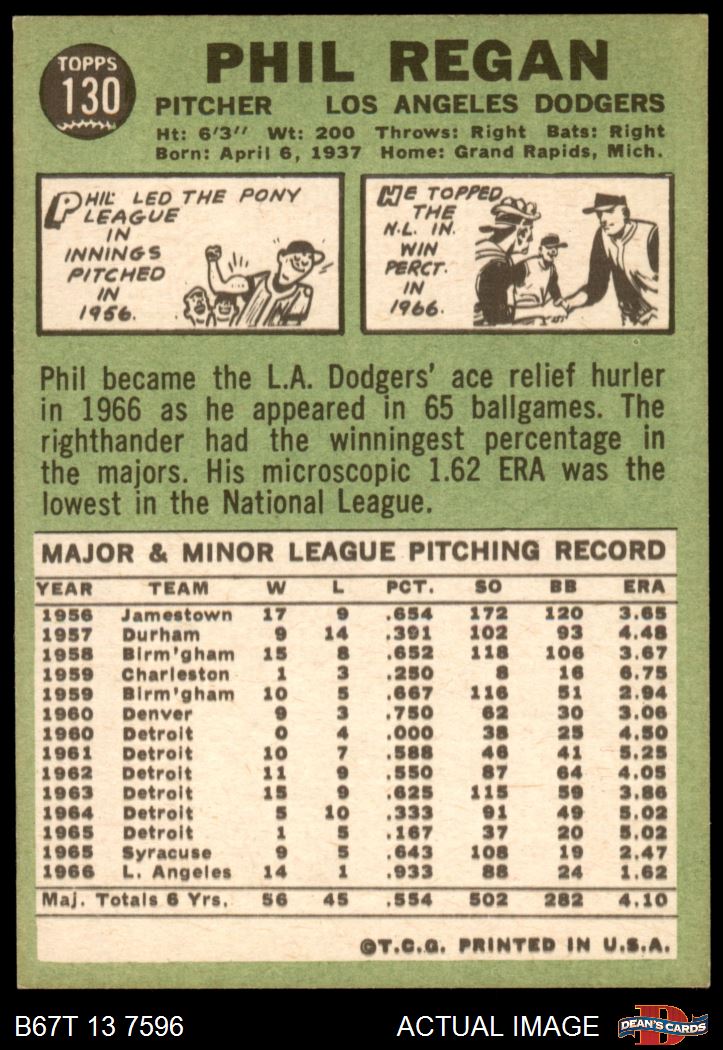 TOPPS
130
PHIL REGAN
PITCHER LOS ANGELES DODGERS
Ht: 6'3" Wt: 200 Throws: Right Bats: Right
Born: April 6, 1937 Home: Grand Rapids, Mich.
PHIL LED THE PONY
LEAGUE
IN
INNINGS
PITCHED
IN
1956.
HE TOPPED
THE
N.L. IN.
WIN
PERCT.
IN
1966.
Phil became the L.A. Dodgers' ace relief hurler
in 1966 as he appeared in 65 ballgames. The
righthander had the winningest percentage in
the majors. His microscopic 1.62 ERA was the
lowest in the National League.
MAJOR & MINOR LEAGUE PITCHING RECORD
YEAR TEAM W L PCT. SO BB ERA
1956 Jamestown 17 9 .654 172 120 3.65
1957 Durham 9 14 .391 102 93 4.48
1958 Birm'gham 15 8 .652 118 106 3.67
1959 Charleston 1 3 .250 8 16 6.75
1959 Birm'gham 10 5 .667 116 51 2.94
1960 Denver 9 3 .750 62 30 3.06
1960 Detroit 0 4 .000 38 25 4.50
1961 Detroit 10 7 .588 46 41 5.25
1962 Detroit 11 9 .550 87 64 4.05
1963 Detroit 15 9 .625 115 59 3.86
1964 Detroit 5 10 .333 91 49 5.02
1965 Detroit 1 5 .167 37 20 5.02
1965 Syracuse 9 5 .643 108 19 2.47
1966 L. Angeles 14 1 .933 88 24 1.62
Maj. Totals 6 Yrs. 56 45 .554 502 282 4.10
©T.C.G. PRINTED IN U.S.A.
B67T 13 7596 ACTUAL IMAGE
D
DEAN'S CARDS